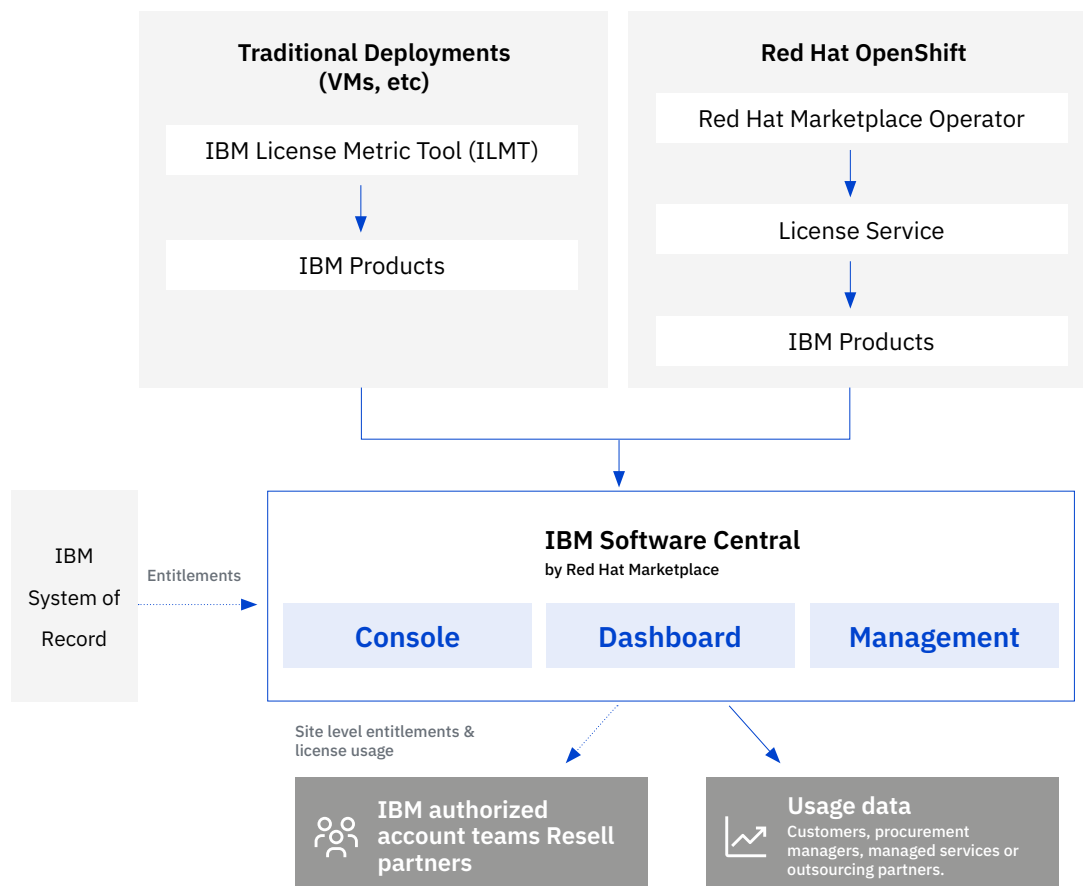 Traditional Deployments
(VMs, etc)
IBM License Metric Tool (ILMT)
IBM Products
Red Hat OpenShift
Red Hat Marketplace Operator
License Service
IBM Products
IBM
System of
Record
Entitlements
IBM Software Central
by Red Hat Marketplace
Console
Dashboard
Management
Site level entitlements &
license usage
IBM authorized
account teams Resell
partners
Usage data
Customers, procurement
managers, managed services or
outsourcing partners.